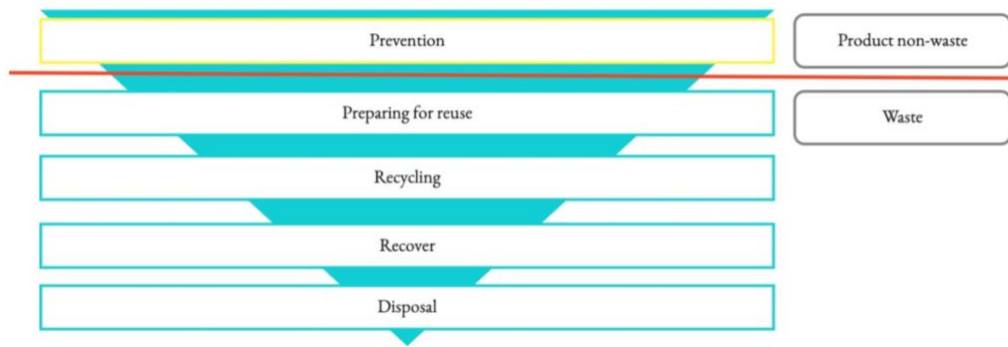 Prevention
Product non-waste
Preparing for reuse
Waste
Recycling
Recover
Disposal